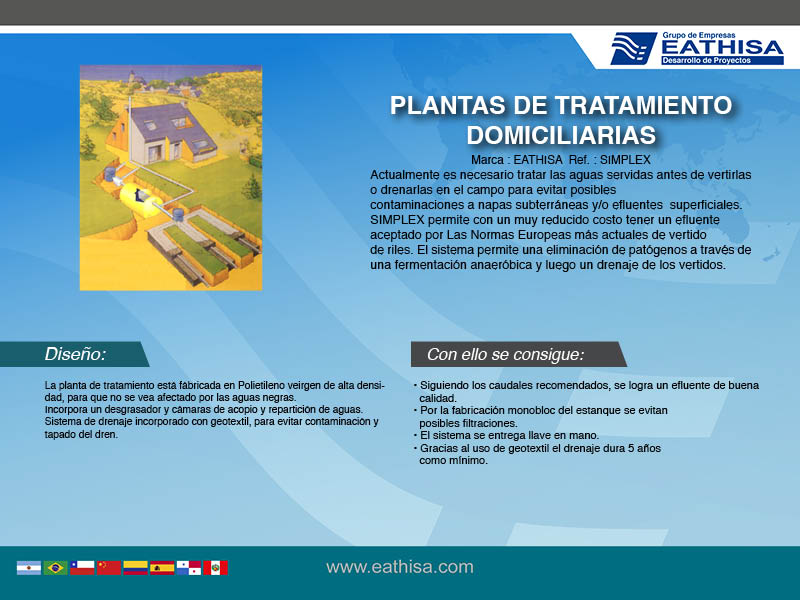 Grupo de Empresas
EATHISA
Desarrollo de Proyectos
PLANTAS DE TRATAMIENTO
DOMICILIARIAS
Marca : EATHISA Ref. : SIMPLEX
Actualmente es necesario tratar las aguas servidas antes de vertirlas
o drenarlas en el campo para evitar posibles
contaminaciones a napas subterráneas y/o efluentes superficiales.
SIMPLEX permite con un muy reducido costo tener un efluente
aceptado por Las Normas Europeas más actuales de vertido
de riles. El sistema permite una eliminación de patógenos a través de
una fermentación anaeróbica y luego un drenaje de los vertidos.
Diseño:
La planta de tratamiento está fábricada en Polietileno veirgen de alta densi-
dad, para que no se vea afectado por las aguas negras.
Incorpora un desgrasador y cámaras de acopio y repartición de aguas.
Sistema de drenaje incorporado con geotextil, para evitar contaminación y
tapado del dren.
Con ello se consigue:
· Siguiendo los caudales recomendados, se logra un efluente de buena
calidad.
· Por la fabricación monobloc del estanque se evitan
posibles filtraciones.
· El sistema se entrega llave en mano.
· Gracias al uso de geotextil el drenaje dura 5 años
como mínimo.
www.eathisa.com